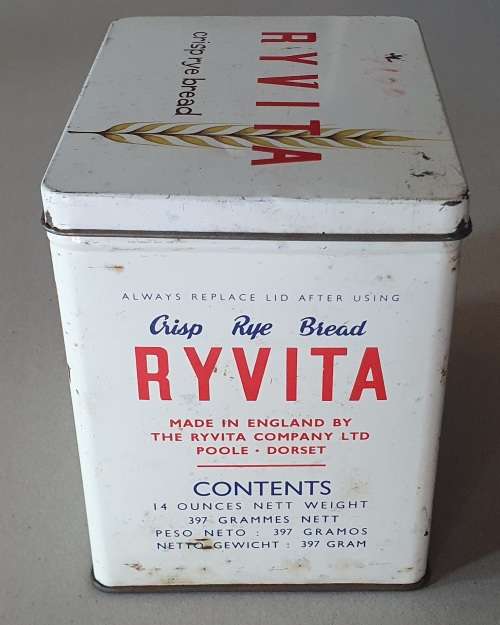 RYVITA
crisp rye bread
ALWAYS REPLACE LID AFTER USING
Crisp Rye Bread
RYVITA
MADE IN ENGLAND BY
THE RYVITA COMPANY LTD
POOLE · DORSET
CONTENTS
14 OUNCES NETT WEIGHT
397 GRAMMES NETT
PESO NETO : 397 GRAMOS
NETTO GEWICHT : 397 GRAM